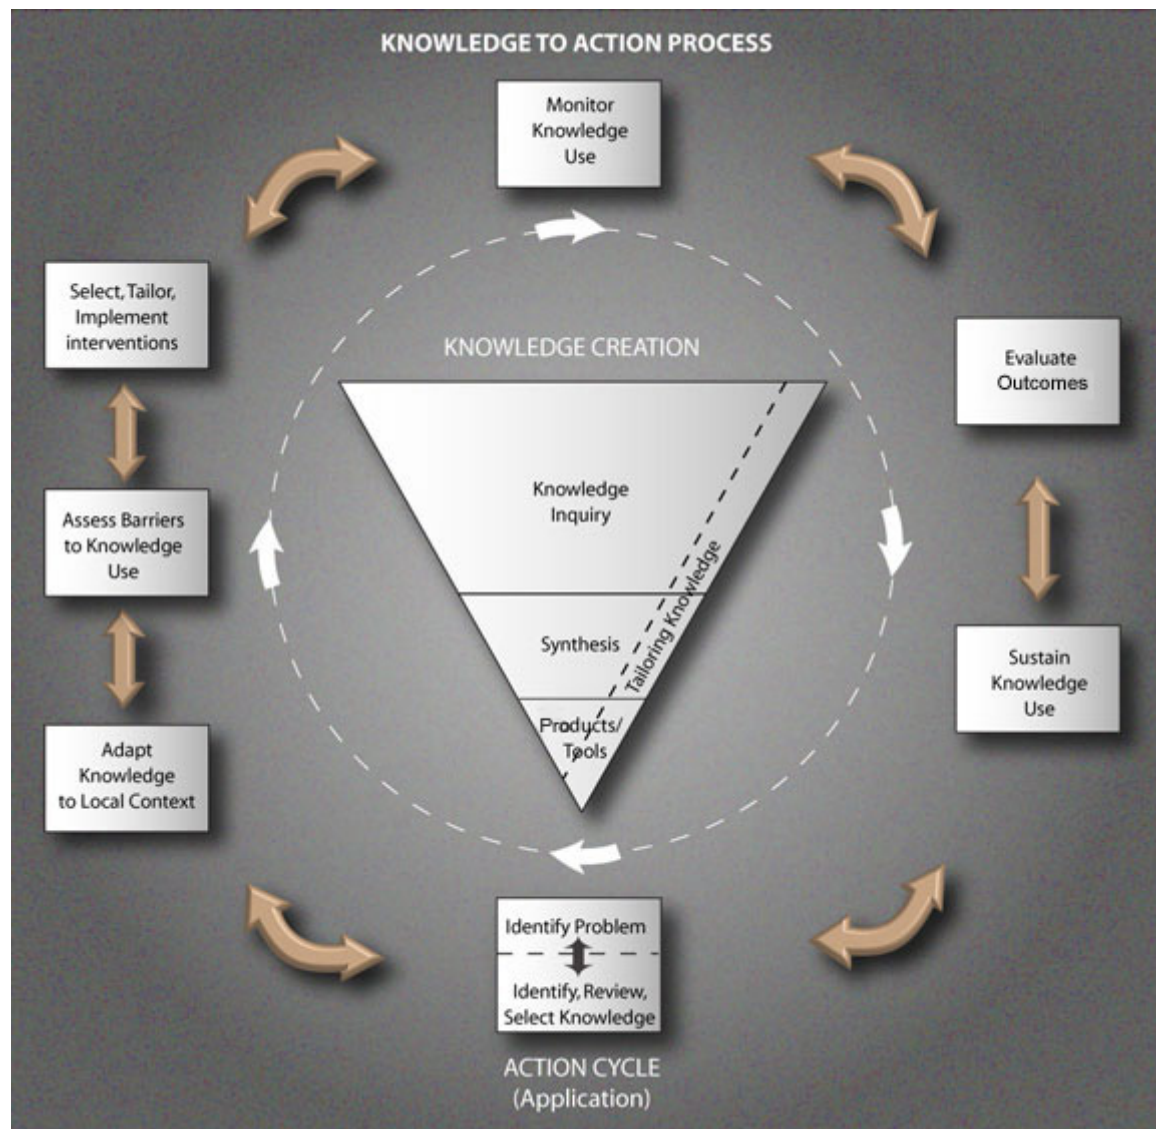 KNOWLEDGE TO ACTION PROCESS
Monitor
Knowledge
Use
Select, Tailor,
Implement
interventions
KNOWLEDGE CREATION
Evaluate
Outcomes
Knowledge
Inquiry
Assess Barriers
to Knowledge
Use
Tailoring Knowledge
Synthesis
Sustain
Knowledge
Use
Products/
Tools
Adapt
Knowledge
to Local Context
Identify Problem
Identify, Review,
Select Knowledge
ACTION CYCLE
(Application)